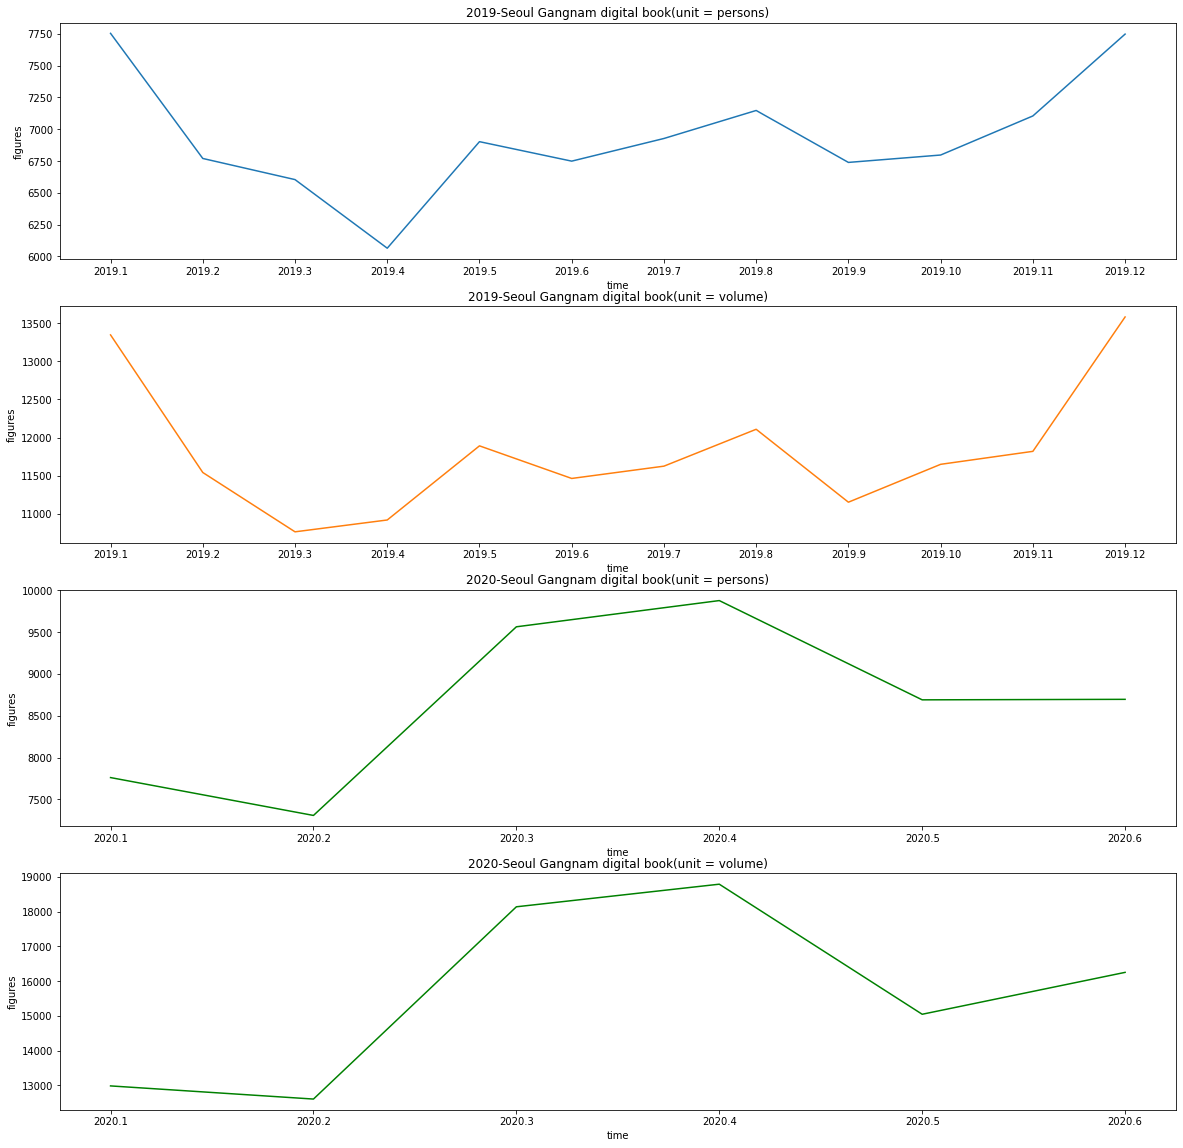 2019-Seoul Gangnam digital book(unit = persons)
7750
7500
7250
7000
6750
6500
6250
6000
figures
2019.1 2019.2 2019.3 2019.4 2019.5 2019.6 2019.7 2019.8 2019.9 2019.10 2019.11 2019.12
time
2019-Seoul Gangnam digital book(unit = volume)
13500
13000
12500
12000
11500
11000
figures
2019.1 2019.2 2019.3 2019.4 2019.5 2019.6 2019.7 2019.8 2019.9 2019.10 2019.11 2019.12
time
2020-Seoul Gangnam digital book(unit = persons)
10000
9500
9000
8500
8000
7500
figures
2020.1 2020.2 2020.3 2020.4 2020.5 2020.6
time
2020-Seoul Gangnam digital book(unit = volume)
19000
18000
17000
16000
15000
14000
13000
figures
2020.1 2020.2 2020.3 2020.4 2020.5 2020.6
time